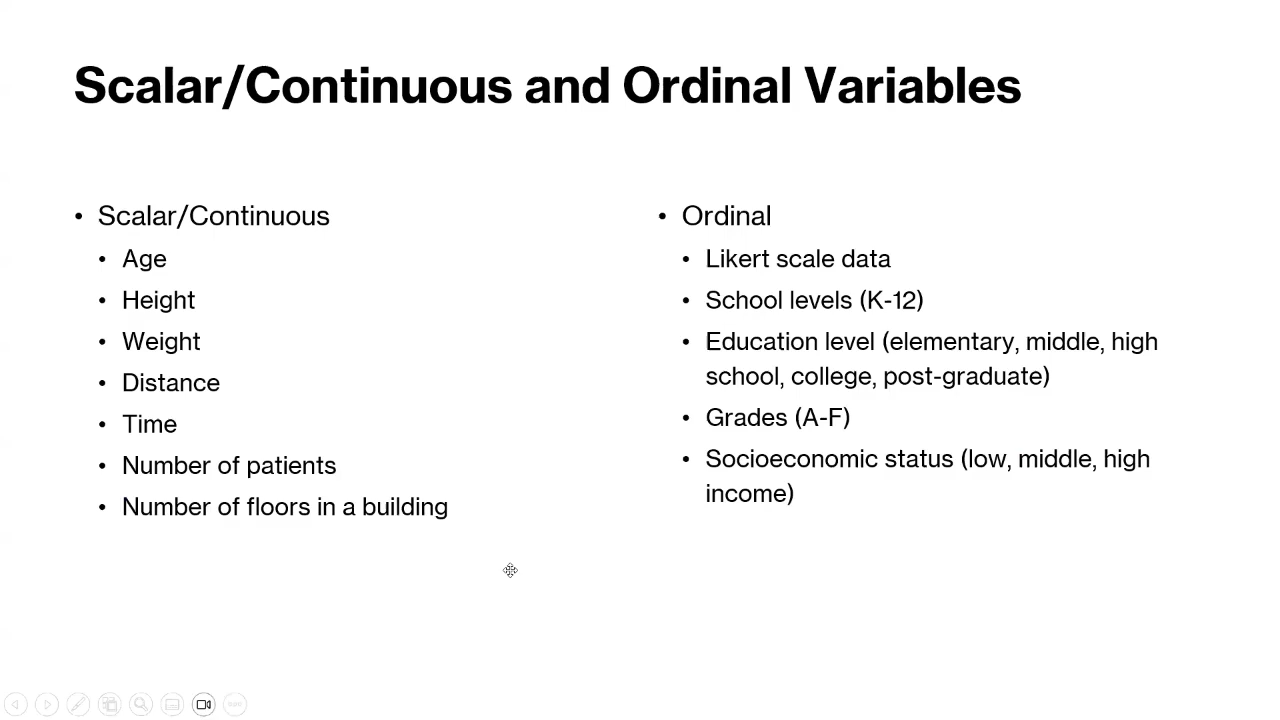 Scalar/Continuous and Ordinal Variables
• Scalar/Continuous
• Age
• Height
• Weight
• Distance
• Time
• Number of patients
• Number of floors in a building
• Ordinal
• Likert scale data
• School levels (K-12)
• Education level (elementary, middle, high
school, college, post-graduate)
• Grades (A-F)
• Socioeconomic status (low, middle, high
income)